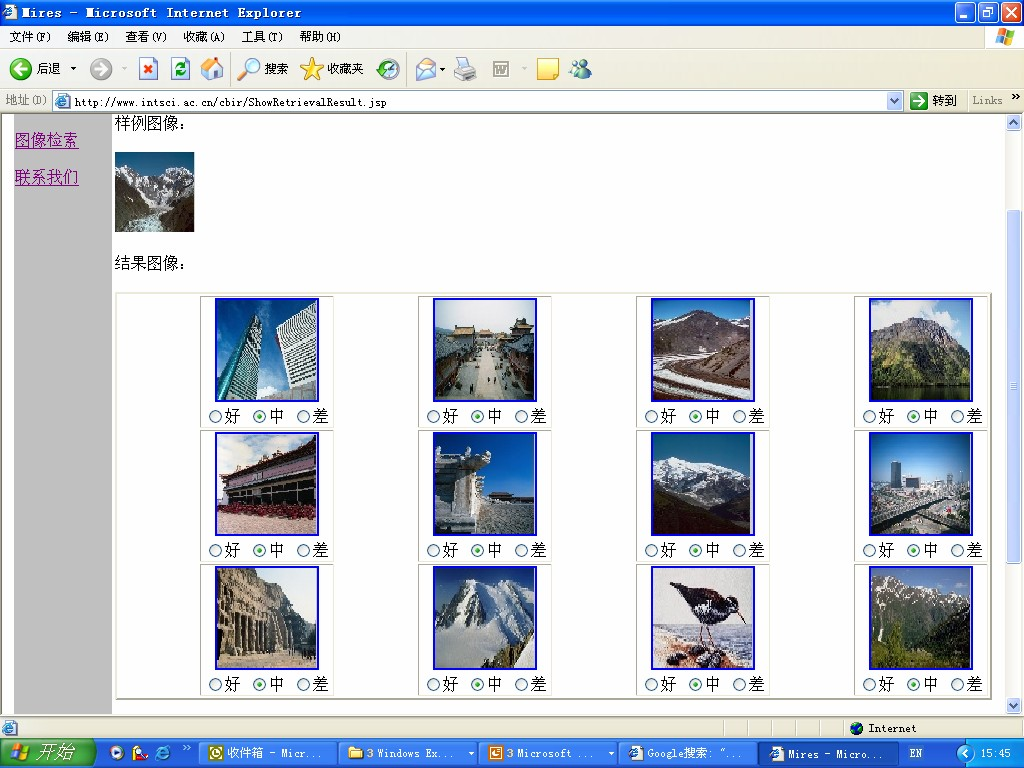 Mires - Microsoft Internet Explorer
文件(F) 编辑(E) 查看(V) 收藏(A) 工具(T) 帮助(H)
后退 搜索 收藏夹
地址(D) http://www.intsci.ac.cn/cbir/ShowRetrievalResult.jsp 转到 Links »
图像检索
联系我们
样例图像:
结果图像:
好 中 差 好 中 差 好 中 差 好 中 差
好 中 差 好 中 差 好 中 差 好 中 差
好 中 差 好 中 差 好 中 差 好 中 差
Internet
开始 » 收件箱 - Micr... 3 Windows Ex... 3 Microsoft ... Google搜索: "... Mires - Micro... EN 15:45